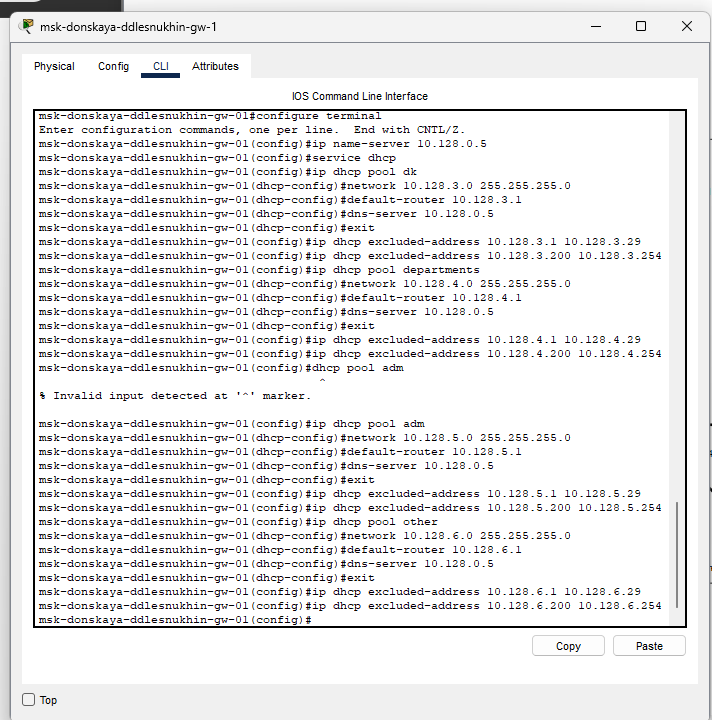 msk-donskaya-ddlesnukhin-gw-1
Physical Config CLI Attributes
IOS Command Line Interface
msk-donskaya-ddlesnukhin-gw-01#configure terminal
Enter configuration commands, one per line.  End with CNTL/Z.
msk-donskaya-ddlesnukhin-gw-01(config)#ip name-server 10.128.0.5
msk-donskaya-ddlesnukhin-gw-01(config)#service dhcp
msk-donskaya-ddlesnukhin-gw-01(config)#ip dhcp pool dk
msk-donskaya-ddlesnukhin-gw-01(dhcp-config)#network 10.128.3.0 255.255.255.0
msk-donskaya-ddlesnukhin-gw-01(dhcp-config)#default-router 10.128.3.1
msk-donskaya-ddlesnukhin-gw-01(dhcp-config)#dns-server 10.128.0.5
msk-donskaya-ddlesnukhin-gw-01(dhcp-config)#exit
msk-donskaya-ddlesnukhin-gw-01(config)#ip dhcp excluded-address 10.128.3.1 10.128.3.29
msk-donskaya-ddlesnukhin-gw-01(config)#ip dhcp excluded-address 10.128.3.200 10.128.3.254
msk-donskaya-ddlesnukhin-gw-01(config)#ip dhcp pool departments
msk-donskaya-ddlesnukhin-gw-01(dhcp-config)#network 10.128.4.0 255.255.255.0
msk-donskaya-ddlesnukhin-gw-01(dhcp-config)#default-router 10.128.4.1
msk-donskaya-ddlesnukhin-gw-01(dhcp-config)#dns-server 10.128.0.5
msk-donskaya-ddlesnukhin-gw-01(dhcp-config)#exit
msk-donskaya-ddlesnukhin-gw-01(config)#ip dhcp excluded-address 10.128.4.1 10.128.4.29
msk-donskaya-ddlesnukhin-gw-01(config)#ip dhcp excluded-address 10.128.4.200 10.128.4.254
msk-donskaya-ddlesnukhin-gw-01(config)#dhcp pool adm
^
% Invalid input detected at '^' marker.
msk-donskaya-ddlesnukhin-gw-01(config)#ip dhcp pool adm
msk-donskaya-ddlesnukhin-gw-01(dhcp-config)#network 10.128.5.0 255.255.255.0
msk-donskaya-ddlesnukhin-gw-01(dhcp-config)#default-router 10.128.5.1
msk-donskaya-ddlesnukhin-gw-01(dhcp-config)#dns-server 10.128.0.5
msk-donskaya-ddlesnukhin-gw-01(dhcp-config)#exit
msk-donskaya-ddlesnukhin-gw-01(config)#ip dhcp excluded-address 10.128.5.1 10.128.5.29
msk-donskaya-ddlesnukhin-gw-01(config)#ip dhcp excluded-address 10.128.5.200 10.128.5.254
msk-donskaya-ddlesnukhin-gw-01(config)#ip dhcp pool other
msk-donskaya-ddlesnukhin-gw-01(dhcp-config)#network 10.128.6.0 255.255.255.0
msk-donskaya-ddlesnukhin-gw-01(dhcp-config)#default-router 10.128.6.1
msk-donskaya-ddlesnukhin-gw-01(dhcp-config)#dns-server 10.128.0.5
msk-donskaya-ddlesnukhin-gw-01(dhcp-config)#exit
msk-donskaya-ddlesnukhin-gw-01(config)#ip dhcp excluded-address 10.128.6.1 10.128.6.29
msk-donskaya-ddlesnukhin-gw-01(config)#ip dhcp excluded-address 10.128.6.200 10.128.6.254
msk-donskaya-ddlesnukhin-gw-01(config)#
Copy Paste
Top